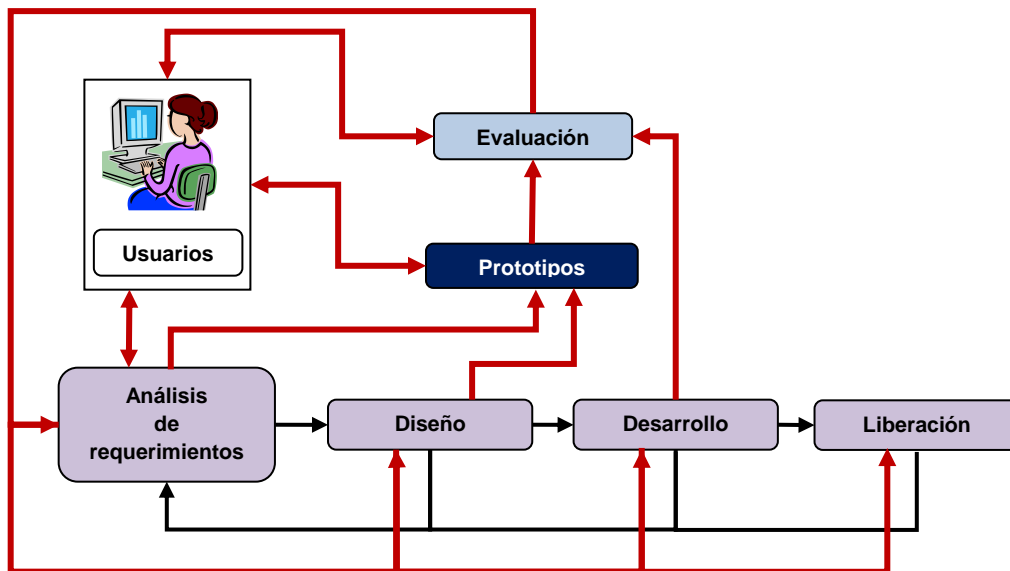 Evaluación
Usuarios
Prototipos
Análisis
de
requerimientos
Diseño
Desarrollo
Liberación